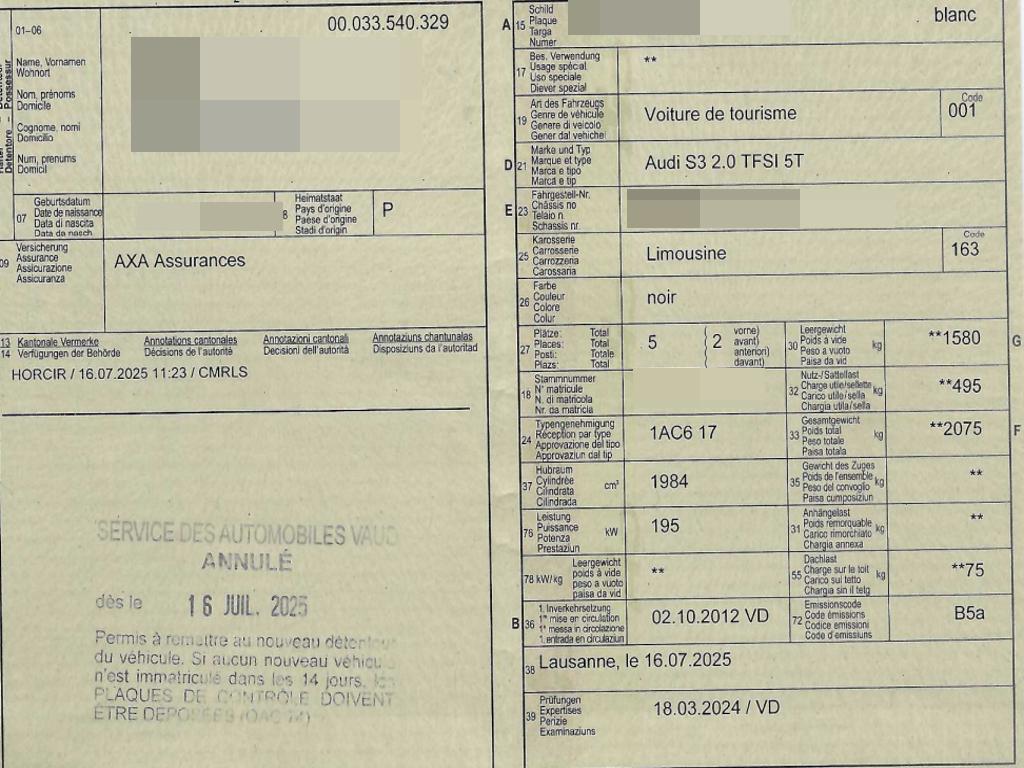 01–06
00.033.540.329
Name, Vornamen
Wohnort
Nom, prénoms
Domicile
Cognome, nomi
Domicilio
Num, prenums
Domicil
07
Geburtsdatum
Date de naissance
Data di nascita
Data da nasch.
8
Heimatstaat
Pays d'origine
Paese d'origine
Stadi d'origin
P
09
Versicherung
Assurance
Assicurazione
Assicuranza
AXA Assurances
13 Kantonale Vermerke Annotations cantonales Annotazioni cantonali Annotaziuns chantunalas
14 Verfügungen der Behörde Décisions de l'autorité Decisioni dell'autorità Disposiziuns da l'autoritad
HORCIR / 16.07.2025 11:23 / CMRLS
SERVICE DES AUTOMOBILES VAUD
ANNULÉ
dès le 16 JUIL. 2025
Permis à remettre au nouveau détenteur
du véhicule. Si aucun nouveau véhicule
n'est immatriculé dans les 14 jours, les
PLAQUES DE CONTRÔLE DOIVENT
ÊTRE DÉPOSÉES
A 15
Schild
Plaque
Targa
Numer
blanc
17
Bes. Verwendung
Usage spécial
Uso speciale
Diever spezial
**
19
Art des Fahrzeugs
Genre de véhicule
Genere di veicolo
Gener dal vehichel
Voiture de tourisme
Code
001
D 21
Marke und Typ
Marque et type
Marca e tipo
Marca e tip
Audi S3 2.0 TFSI 5T
E 23
Fahrgestell-Nr.
Châssis no
Telaio n.
Schassis nr.
25
Karosserie
Carrosserie
Carrozzeria
Carossaria
Limousine
Code
163
26
Farbe
Couleur
Colore
Colur
noir
27
Plätze: Total
Places: Total
Posti: Totale
Plazs: Total
5
2
vorne)
avant)
anteriori)
davant)
30
Leergewicht
Poids à vide
Peso a vuoto
Paisa da vid
kg
**1580
G
18
Stammnummer
N° matricule
N. di matricola
Nr. da matricla
32
Nutz-/Sattellast
Charge utile/sellette
Carico utile/sella
Chargia utila/sella
kg
**495
24
Typengenehmigung
Réception par type
Approvazione del tipo
Approvaziun dal tip
1AC6 17
33
Gesamtgewicht
Poids total
Peso totale
Paisa totala
kg
**2075
F
37
Hubraum
Cylindrée
Cilindrata
Cilindrada
cm³
1984
35
Gewicht des Zuges
Poids de l'ensemble
Peso del convoglio
Paisa cumposiziun
kg
**
76
Leistung
Puissance
Potenza
Prestaziun
kW
195
31
Anhängelast
Poids remorquable
Carico rimorchiato
Chargia annexa
kg
**
78 kW/kg
Leergewicht
poids à vide
peso a vuoto
paisa da vid
**
55
Dachlast
Charge sur le toit
Carico sul tetto
Chargia sin il tetg
kg
**75
B 36
1. Inverkehrsetzung
1re mise en circulation
1a messa in circolazione
1. entrada en circulaziun
02.10.2012 VD
72
Emissionscode
Code émissions
Codice emissioni
Code d'emissiuns
B5a
38
Lausanne, le 16.07.2025
39
Prüfungen
Expertises
Perizie
Examinaziuns
18.03.2024 / VD